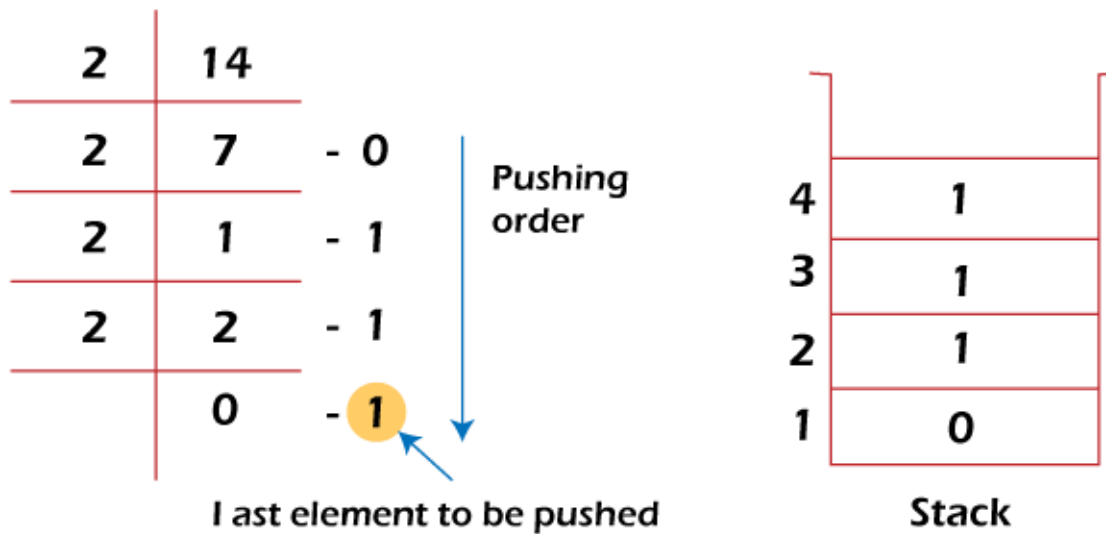 2 14
2 7 - 0
2 1 - 1
2 2 - 1
0 - 1
Pushing
order
l ast element to be pushed
4 1
3 1
2 1
1 0
Stack